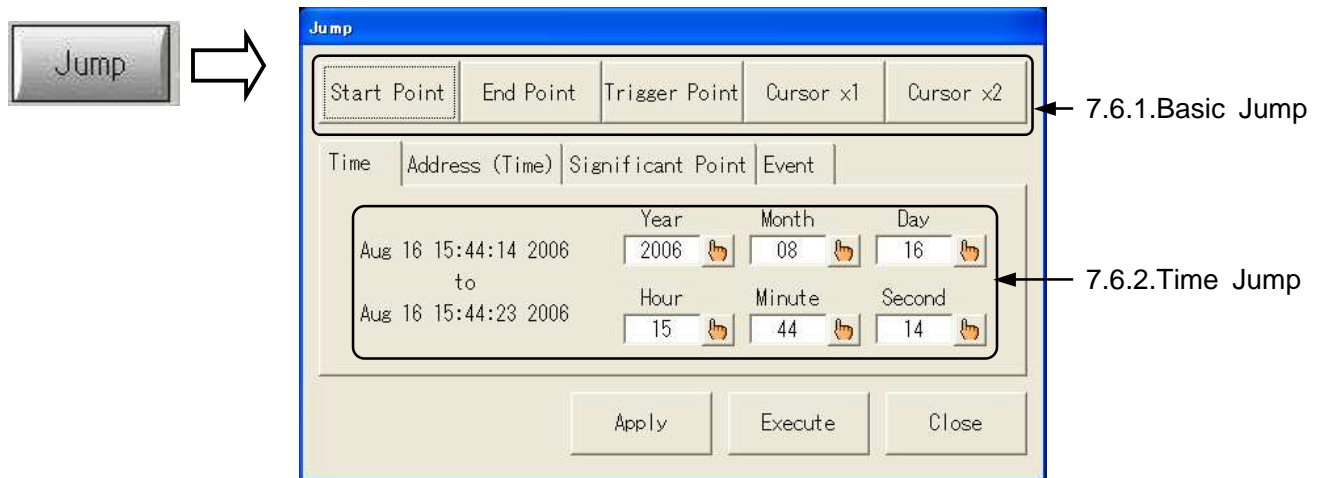 Jump
Jump
Start Point End Point Trigger Point Cursor x1 Cursor x2
7.6.1.Basic Jump
Time Address (Time) Significant Point Event
Year Month Day
Aug 16 15:44:14 2006 2006 08 16
to
7.6.2.Time Jump
Hour Minute Second
Aug 16 15:44:23 2006 15 44 14
Apply Execute Close